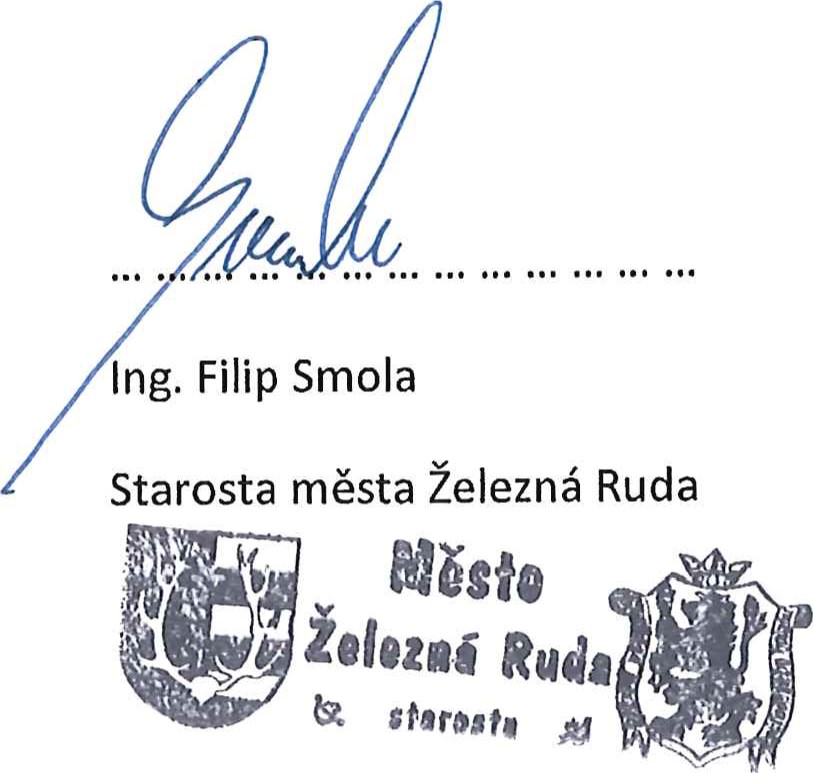 ... ... ... ... ... ... ... ... ... ... ... ... ...
Ing. Filip Smola
Starosta města Železná Ruda
Město
Železná Ruda
starosta